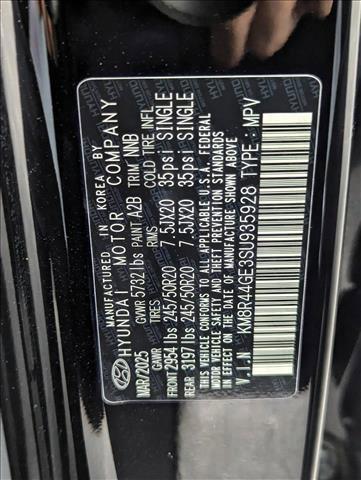 MANUFACTURED IN KOREA BY
HYUNDAI MOTOR COMPANY
MAR/2025 GVWR 5732 lbs PAINT A2B TRIM NNB
GAWR TIRES RIMS COLD TIRE INFL
FRONT 2954 lbs 245/50R20 7.5JX20 35psi SINGLE
REAR 3197 lbs 245/50R20 7.5JX20 35psi SINGLE
THIS VEHICLE CONFORMS TO ALL APPLICABLE U.S.A. FEDERAL
MOTOR VEHICLE SAFETY AND THEFT PREVENTION STANDARDS
IN EFFECT ON THE DATE OF MANUFACTURE SHOWN ABOVE.
V.I.N : KM8R44GE3SU935928 TYPE : MPV